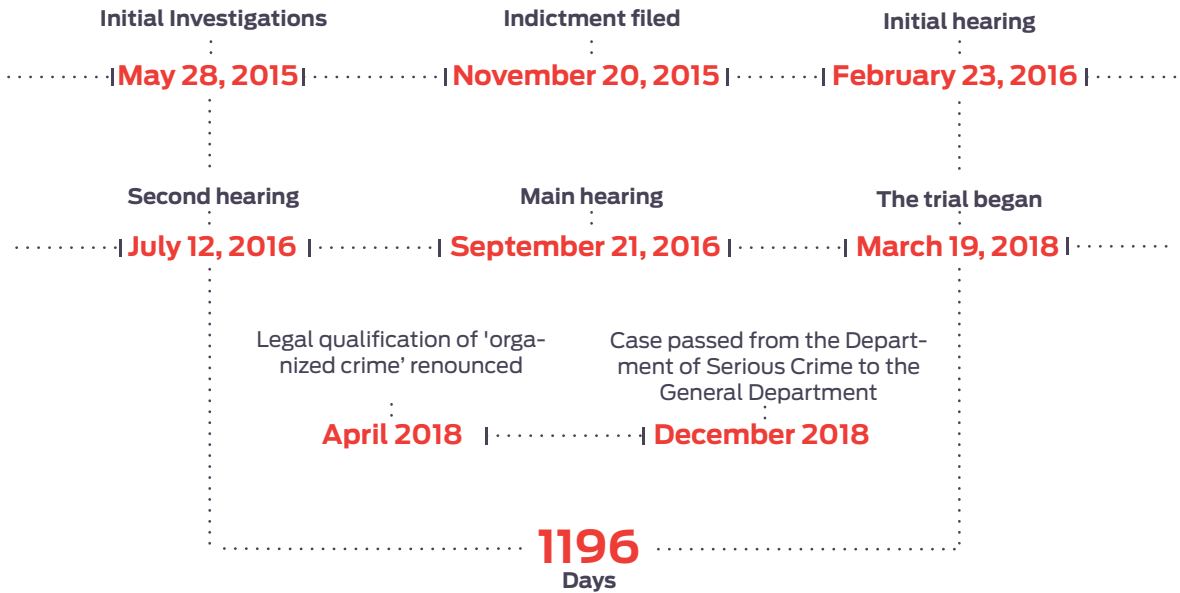 Initial Investigations
May 28, 2015
Indictment filed
November 20, 2015
Initial hearing
February 23, 2016
Second hearing
July 12, 2016
Main hearing
September 21, 2016
The trial began
March 19, 2018
Legal qualification of 'orga-
nized crime’ renounced
April 2018
Case passed from the Depart-
ment of Serious Crime to the
General Department
December 2018
1196
Days